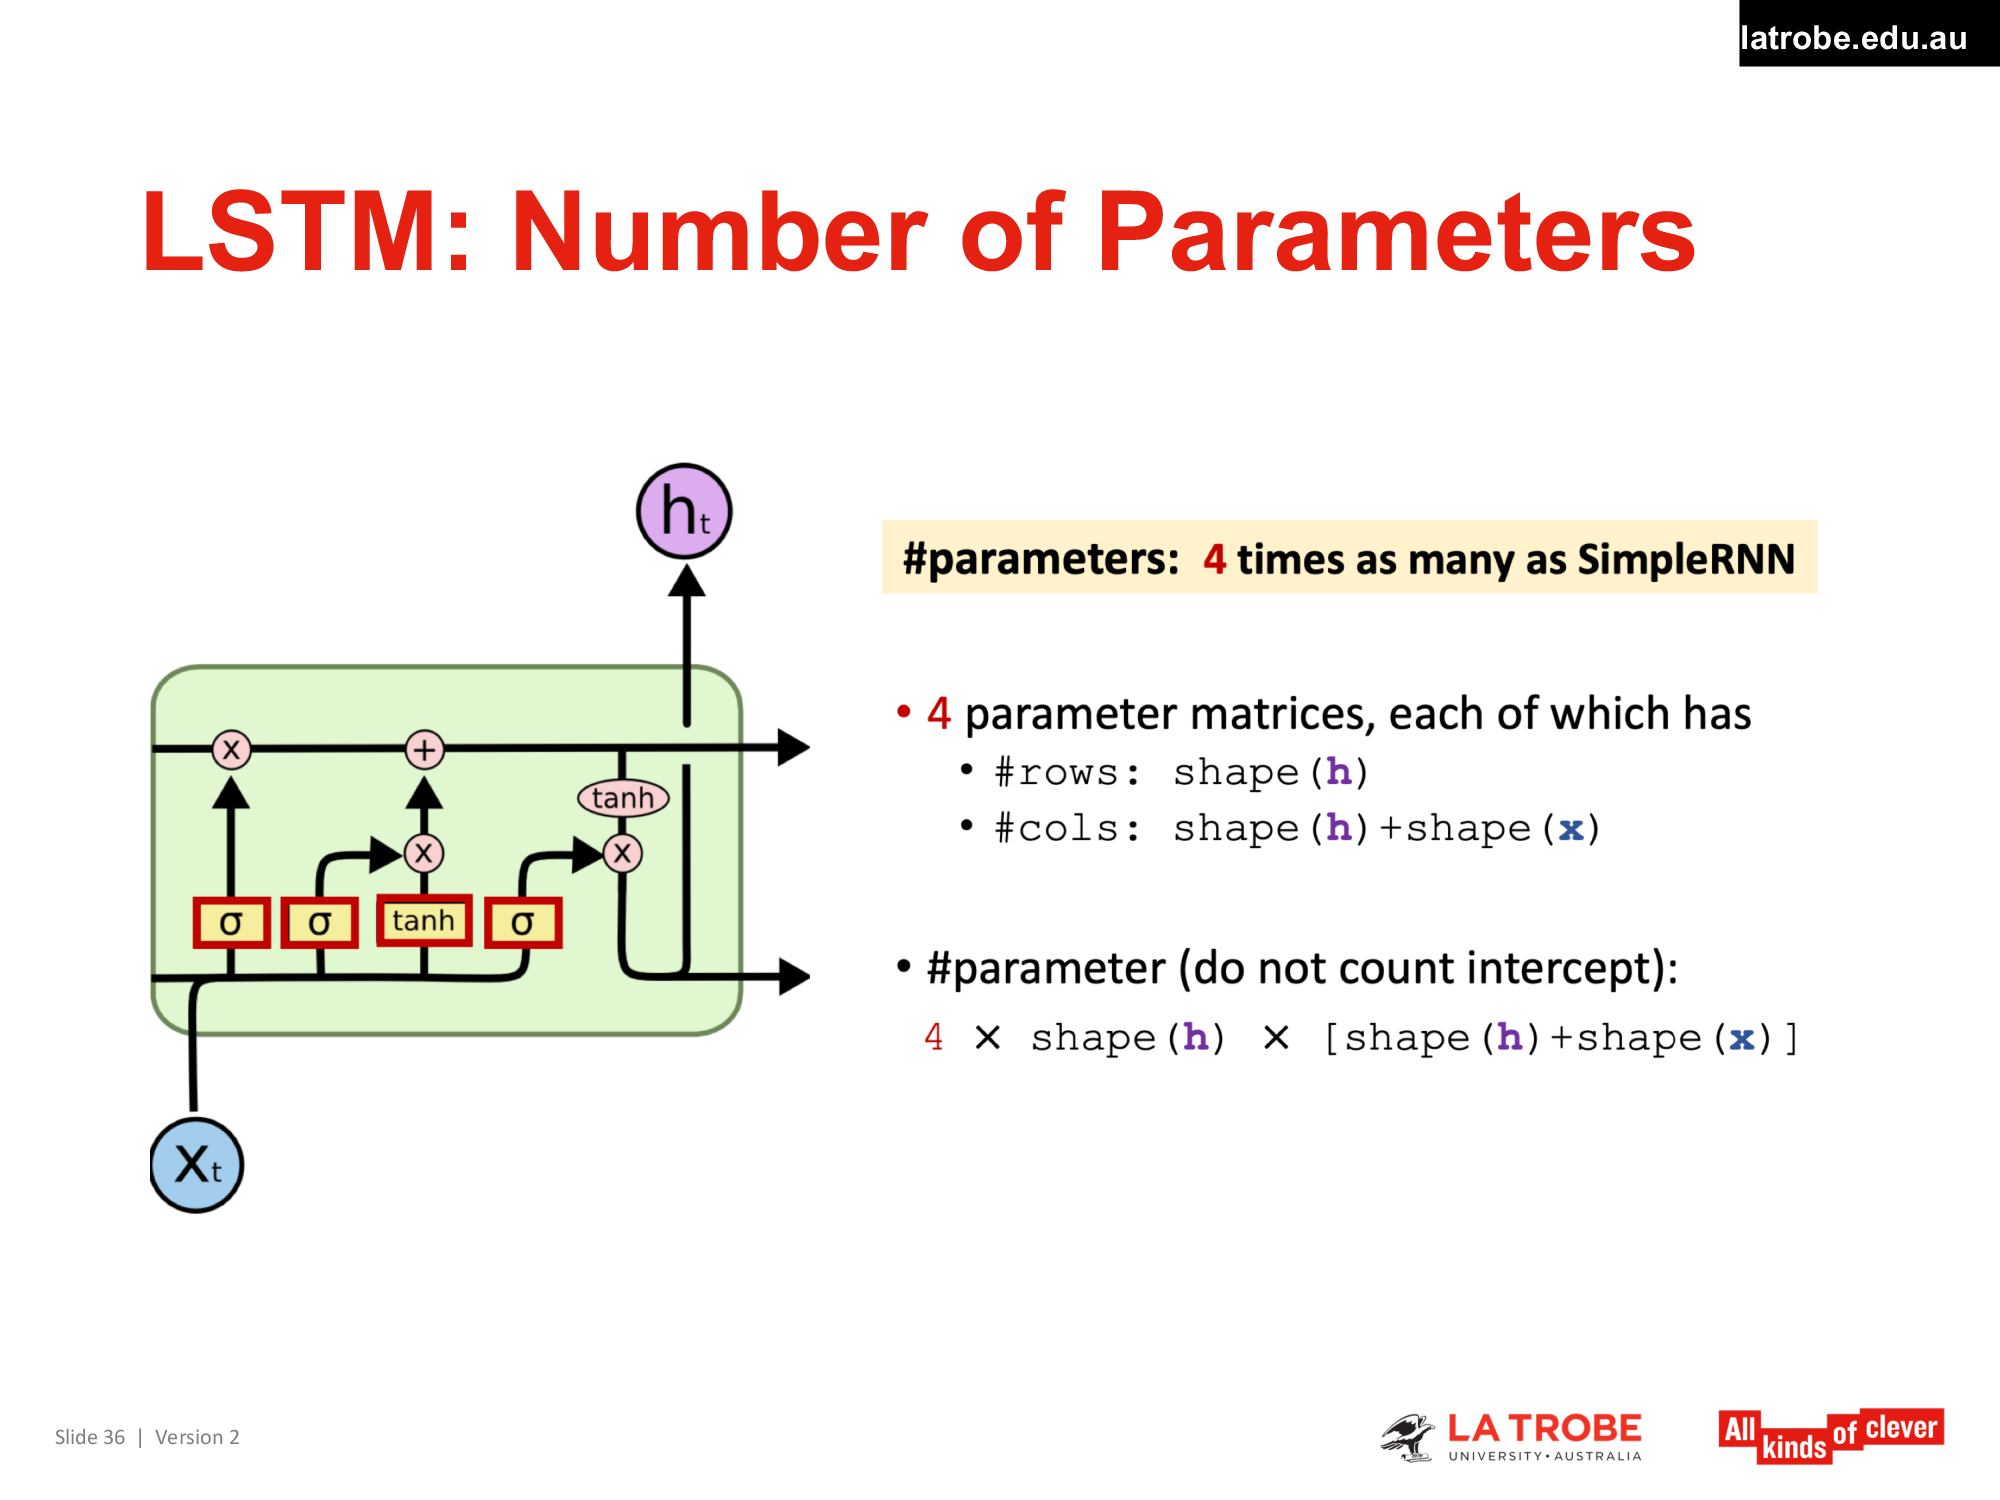 latrobe.edu.au
LSTM: Number of Parameters
ht
x
+
tanh
x
x
σ
σ
tanh
σ
Xt
#parameters: 4 times as many as SimpleRNN
• 4 parameter matrices, each of which has
• #rows: shape(h)
• #cols: shape(h)+shape(x)
• #parameter (do not count intercept):
4 × shape(h) × [shape(h)+shape(x)]
Slide 36 | Version 2
LA TROBE
UNIVERSITY • AUSTRALIA
All kinds of clever